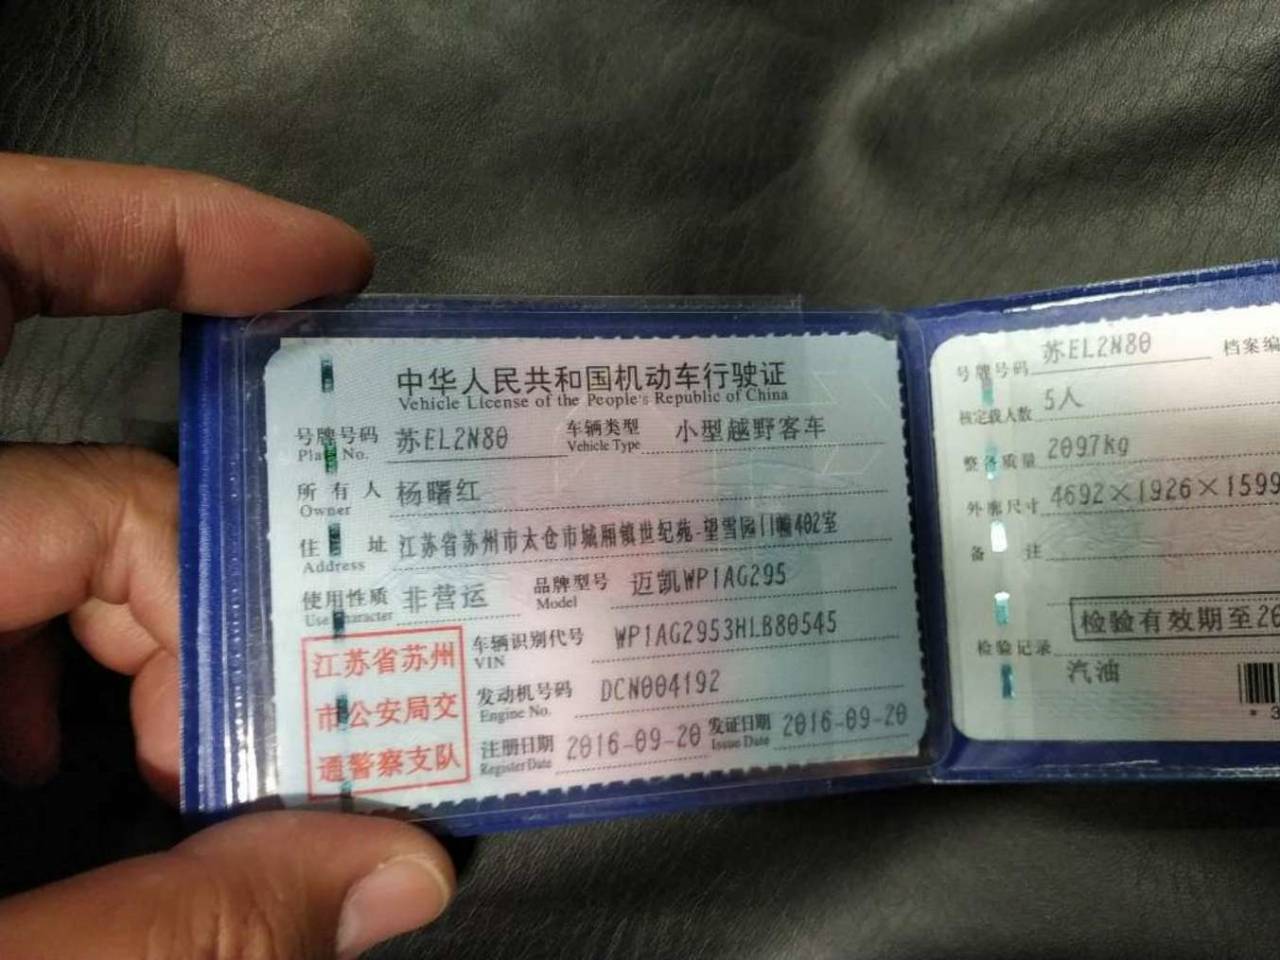 中华人民共和国机动车行驶证
Vehicle License of the People's Republic of China
号牌号码 苏EL2N80 车辆类型 小型越野客车
Plate No. Vehicle Type
所有人 杨曙红
Owner
住址 江苏省苏州市太仓市城厢镇世纪苑-望雪园11幢402室
Address
使用性质 非营运 品牌型号 迈凯WP1AG295
Use Character Model
江苏省苏州
市公安局交
通警察支队
车辆识别代号 WP1AG2953HLB80545
VIN
发动机号码 DCN004192
Engine No.
注册日期 2016-09-20 发证日期 2016-09-20
Register Date Issue Date
号牌号码 苏EL2N80 档案编
核定载人数 5人
整备质量 2097kg
外廓尺寸 4692×1926×1599
备注
检验有效期至20
检验记录
汽油